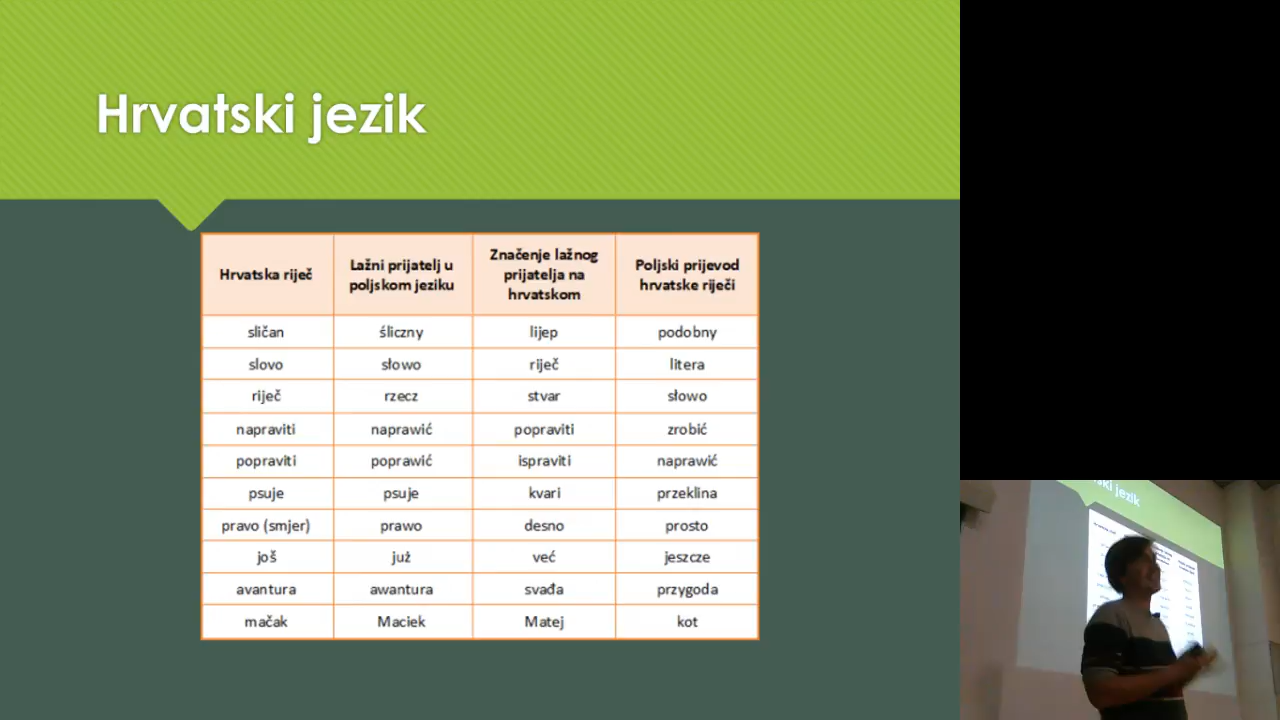 Hrvatski jezik
Hrvatska riječ
Lažni prijatelj u
poljskom jeziku
Značenje lažnog
prijatelja na
hrvatskom
Poljski prijevod
hrvatske riječi
sličan śliczny lijep podobny
slovo słowo riječ litera
riječ rzecz stvar słowo
napraviti naprawić popraviti zrobić
popraviti poprawić ispraviti naprawić
psuje psuje kvari przeklina
pravo (smjer) prawo desno prosto
još już već jeszcze
avantura awantura svađa przygoda
mačak Maciek Matej kot
jezik